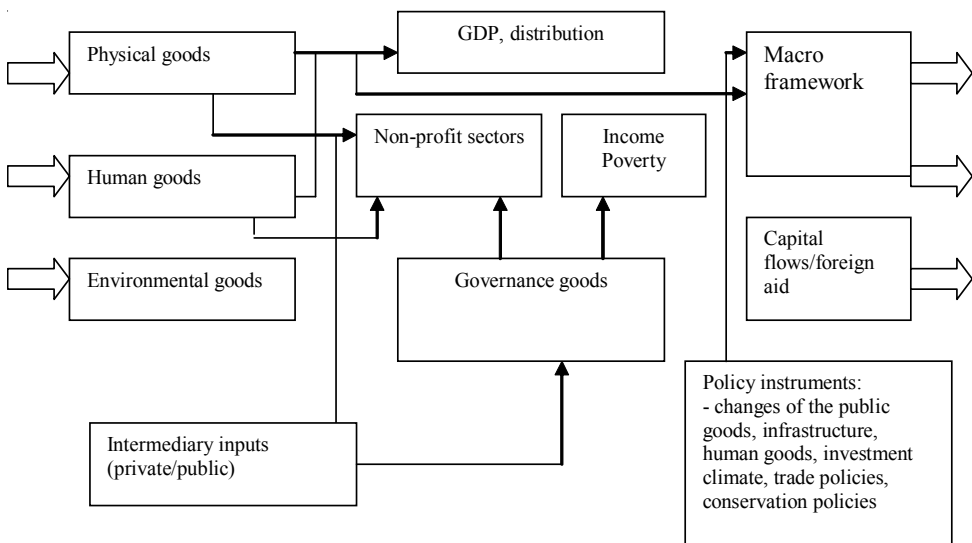 Physical goods
GDP, distribution
Macro
framework
Non-profit sectors
Income
Poverty
Human goods
Environmental goods
Governance goods
Capital
flows/foreign
aid
Intermediary inputs
(private/public)
Policy instruments:
- changes of the public
goods, infrastructure,
human goods, investment
climate, trade policies,
conservation policies